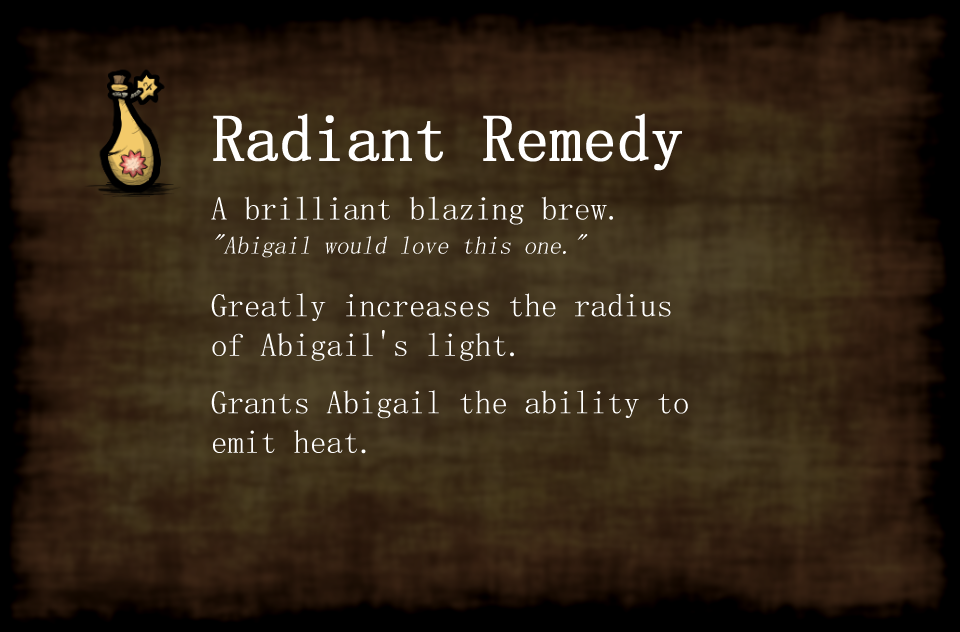 Radiant Remedy
A brilliant blazing brew.
"Abigail would love this one."
Greatly increases the radius
of Abigail's light.
Grants Abigail the ability to
emit heat.